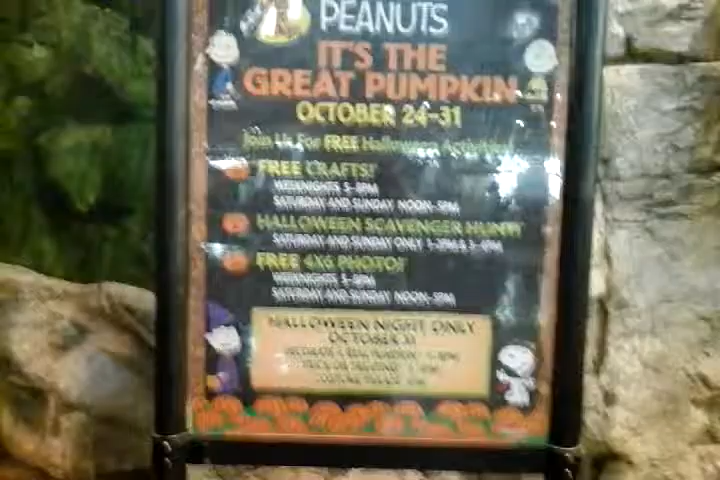 PEANUTS
IT'S THE
GREAT PUMPKIN
OCTOBER 24-31
Join Us For FREE Halloween Activities!
FREE CRAFTS!
WEEKNIGHTS 5-8PM
SATURDAY AND SUNDAY NOON-5PM
HALLOWEEN SCAVENGER HUNT!
SATURDAY AND SUNDAY ONLY 1-2PM & 3-4PM
FREE 4X6 PHOTO!
WEEKNIGHTS 5-8PM
SATURDAY AND SUNDAY NOON-5PM
HALLOWEEN NIGHT ONLY
OCTOBER 31